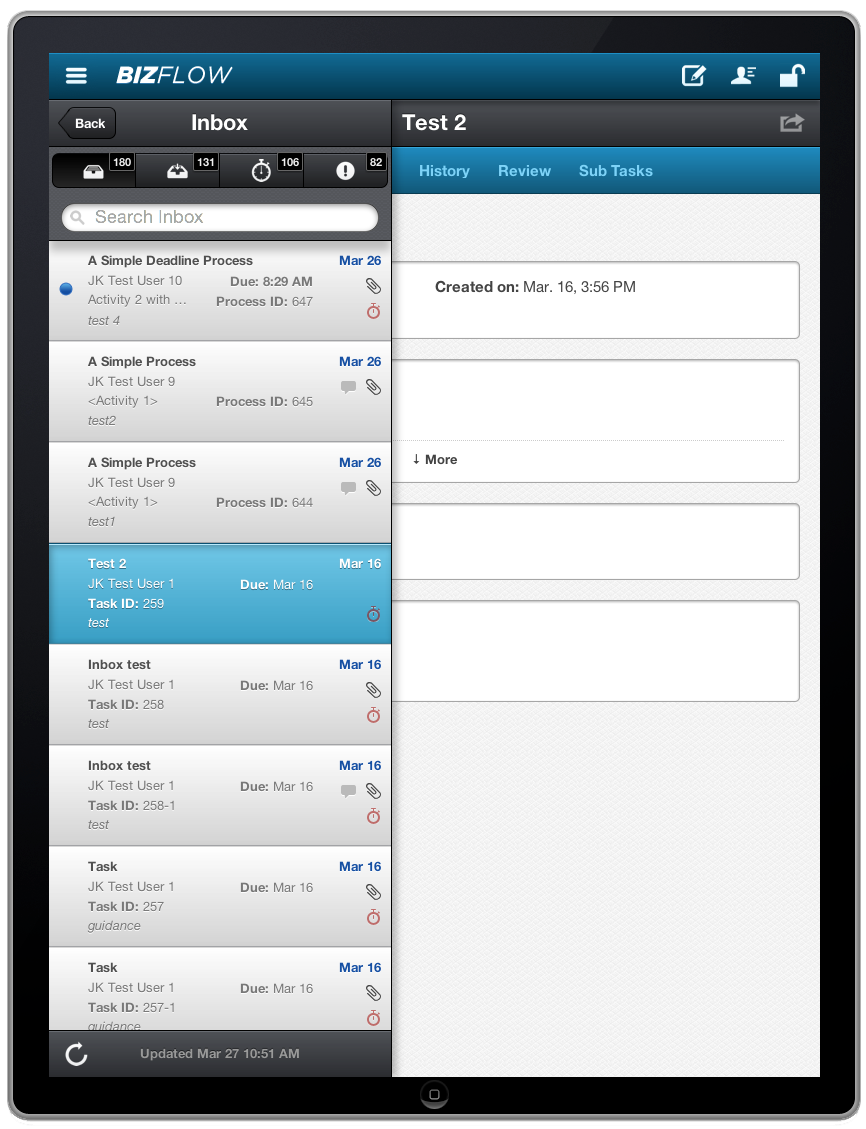 BIZFLOW
Back
Inbox
Test 2
180
131
106
82
History
Review
Sub Tasks
Search Inbox
A Simple Deadline Process
Mar 26
JK Test User 10
Due: 8:29 AM
Activity 2 with ...
Process ID: 647
test 4
A Simple Process
Mar 26
JK Test User 9
<Activity 1>
Process ID: 645
test2
A Simple Process
Mar 26
JK Test User 9
<Activity 1>
Process ID: 644
test1
Test 2
Mar 16
JK Test User 1
Due: Mar 16
Task ID: 259
test
Inbox test
Mar 16
JK Test User 1
Due: Mar 16
Task ID: 258
test
Inbox test
Mar 16
JK Test User 1
Due: Mar 16
Task ID: 258-1
test
Task
Mar 16
JK Test User 1
Due: Mar 16
Task ID: 257
guidance
Task
Mar 16
JK Test User 1
Due: Mar 16
Task ID: 257-1
guidance
Updated Mar 27 10:51 AM
Created on: Mar. 16, 3:56 PM
↓ More